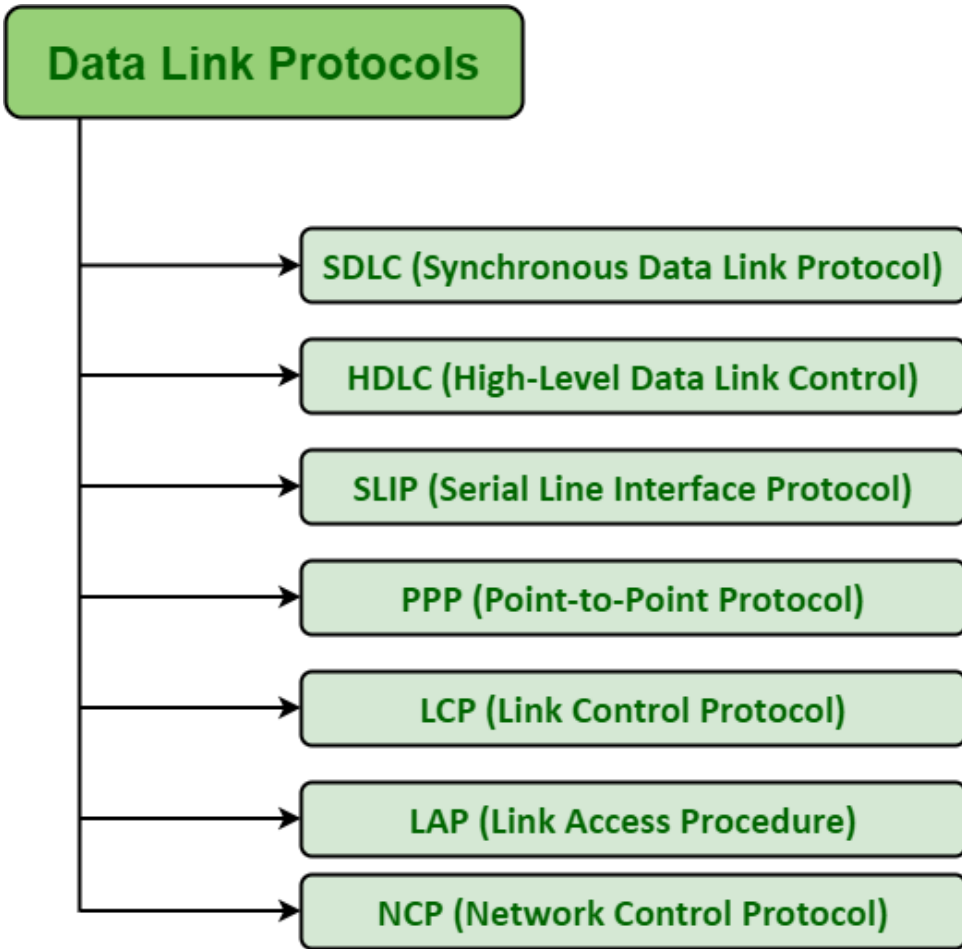 Data Link Protocols
SDLC (Synchronous Data Link Protocol)
HDLC (High-Level Data Link Control)
SLIP (Serial Line Interface Protocol)
PPP (Point-to-Point Protocol)
LCP (Link Control Protocol)
LAP (Link Access Procedure)
NCP (Network Control Protocol)